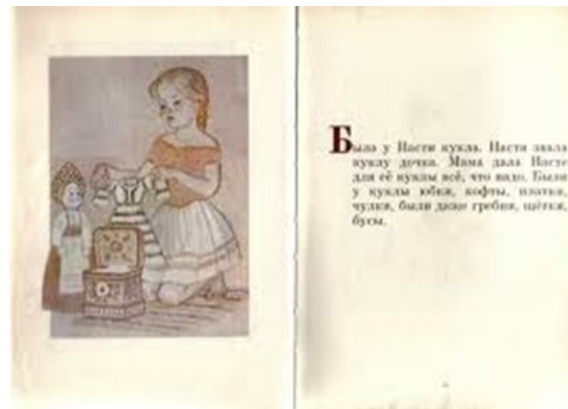 Была у Насти кукла. Настя звала
куклу дочка. Мама дала Насте
для её куклы всё, что надо. Были
у куклы юбки, кофты, платки,
чулки, были даже гребни, щётки,
бусы.